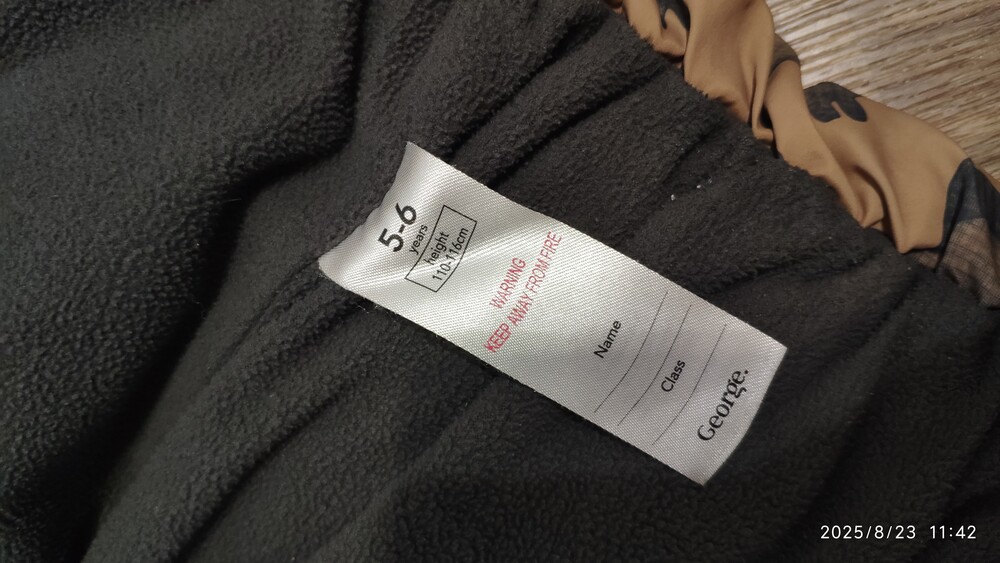 5-6
years
height
110-116cm
WARNING
KEEP AWAY FROM FIRE
Name
Class
George.
2025/8/23 11:42